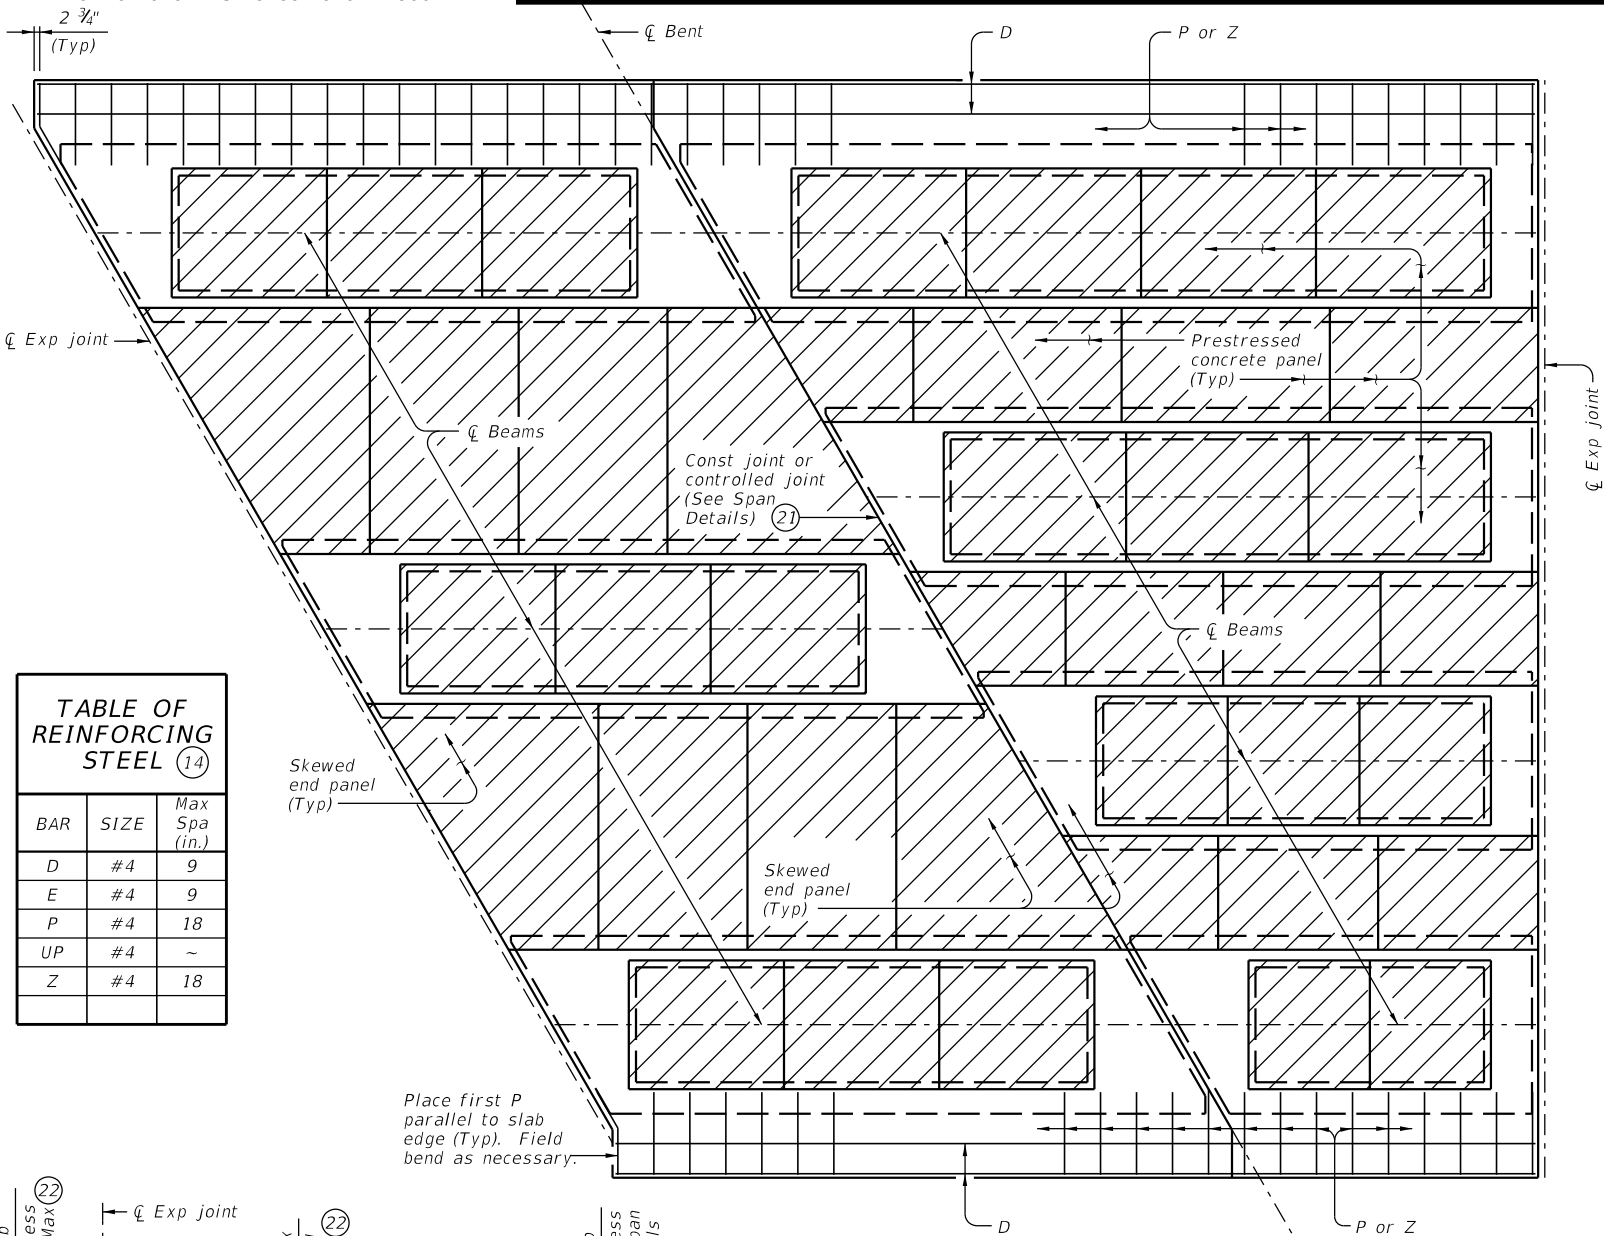 2 ¾"
(Typ)
℄ Bent
D
P or Z
℄ Exp joint
Prestressed
concrete panel
(Typ)
℄ Exp joint
℄ Beams
Const joint or
controlled joint
(See Span
Details) 21
℄ Beams
TABLE OF
REINFORCING
STEEL 14
BAR SIZE Max Spa (in.)
D #4 9
E #4 9
P #4 18
UP #4 ~
Z #4 18
Skewed
end panel
(Typ)
Skewed
end panel
(Typ)
Place first P
parallel to slab
edge (Typ). Field
bend as necessary.
D
P or Z
22
Max
℄ Exp joint
22